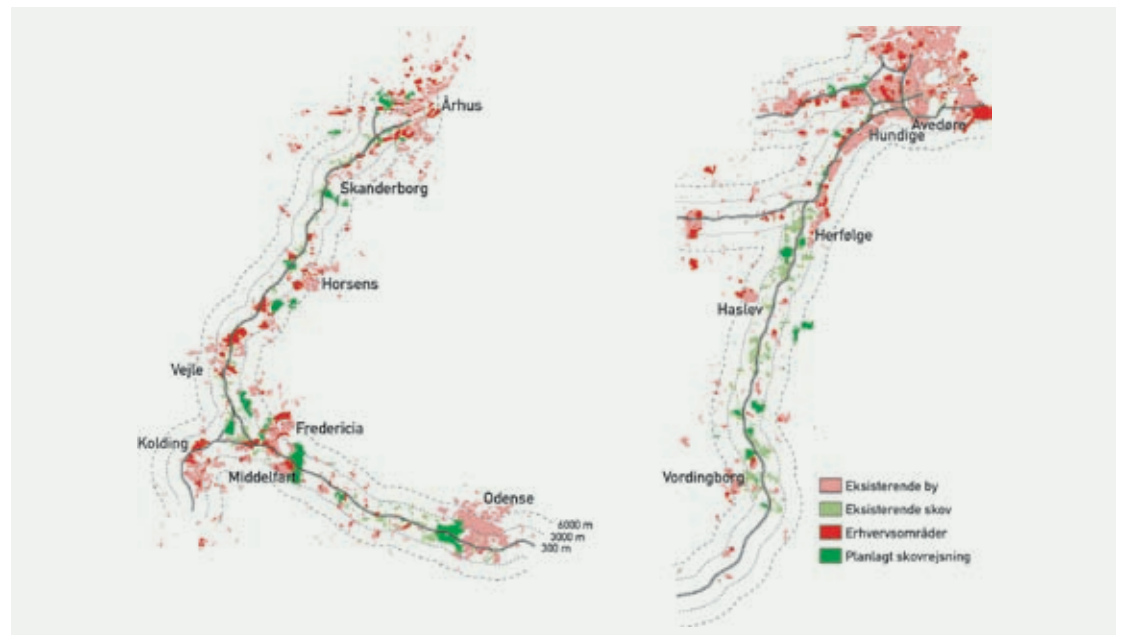 Århus
Skanderborg
Horsens
Vejle
Fredericia
Kolding
Middelfart
Odense
6000 m
3000 m
300 m
Avedøre
Hundige
Herfølge
Haslev
Vordingborg
Eksisterende by
Eksisterende skov
Erhvervsområder
Planlagt skovrejsning